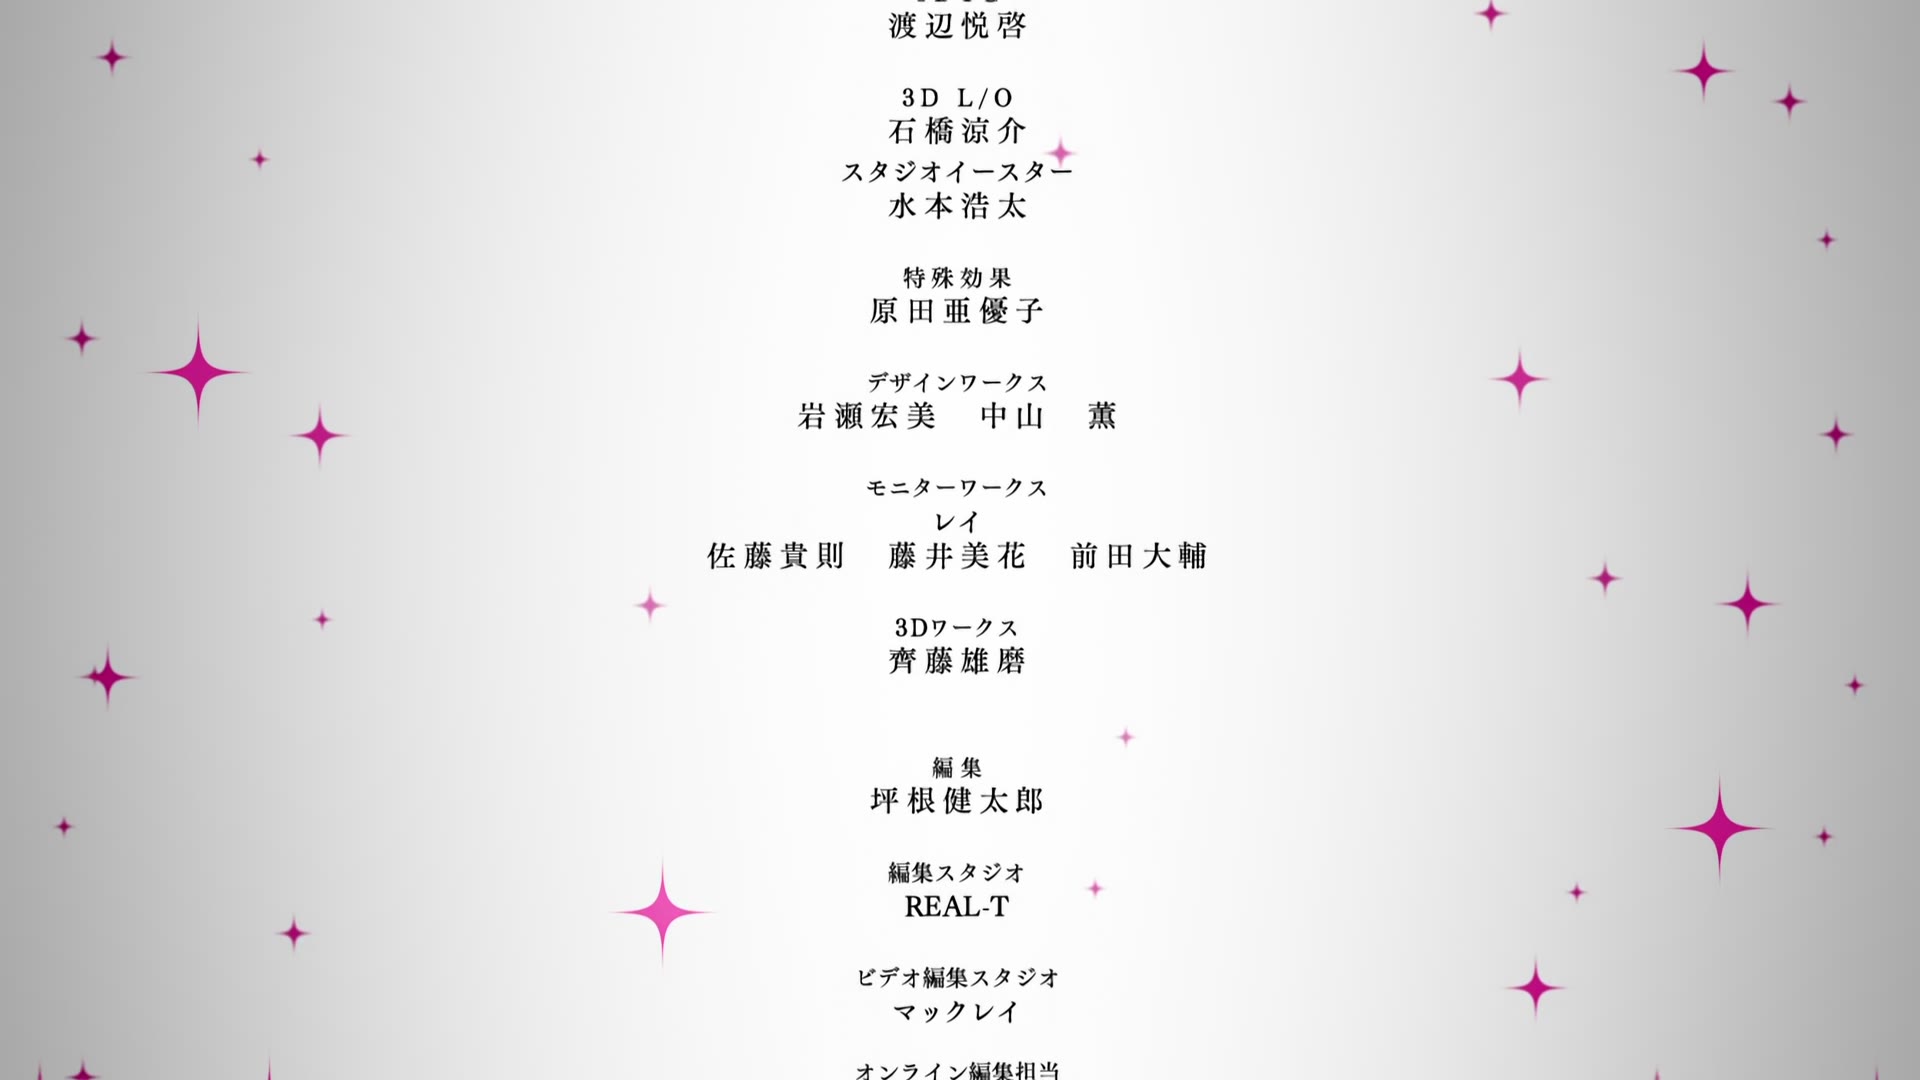 渡辺悦啓
3D L/O
石橋涼介
スタジオイースター
水本浩太
特殊効果
原田亜優子
デザインワークス
岩瀬宏美　中山　薫
モニターワークス
レイ
佐藤貴則　藤井美花　前田大輔
3Dワークス
齊藤雄磨
編集
坪根健太郎
編集スタジオ
REAL-T
ビデオ編集スタジオ
マックレイ
オンライン編集担当